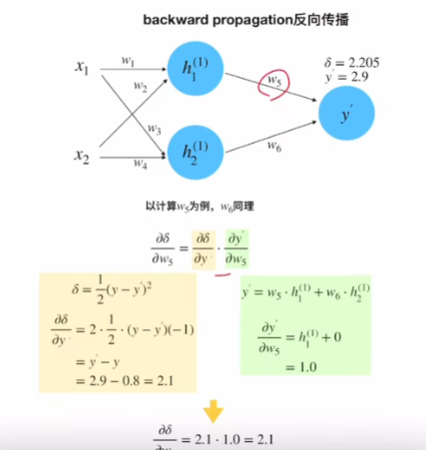 backward propagation反向传播
δ = 2.205
y′ = 2.9
x₁ w₁ h₁⁽¹⁾ w₅
w₂
y′
w₃
x₂ w₄ h₂⁽¹⁾ w₆
以计算w₅为例，w₆同理
∂δ/∂w₅ = ∂δ/∂y′ · ∂y′/∂w₅
δ = 1/2(y − y′)²
∂δ/∂y′ = 2 · 1/2 · (y − y′)(−1)
= y′ − y
= 2.9 − 0.8 = 2.1
y′ = w₅ · h₁⁽¹⁾ + w₆ · h₂⁽¹⁾
∂y′/∂w₅ = h₁⁽¹⁾ + 0
= 1.0
∂δ/∂w = 2.1 · 1.0 = 2.1